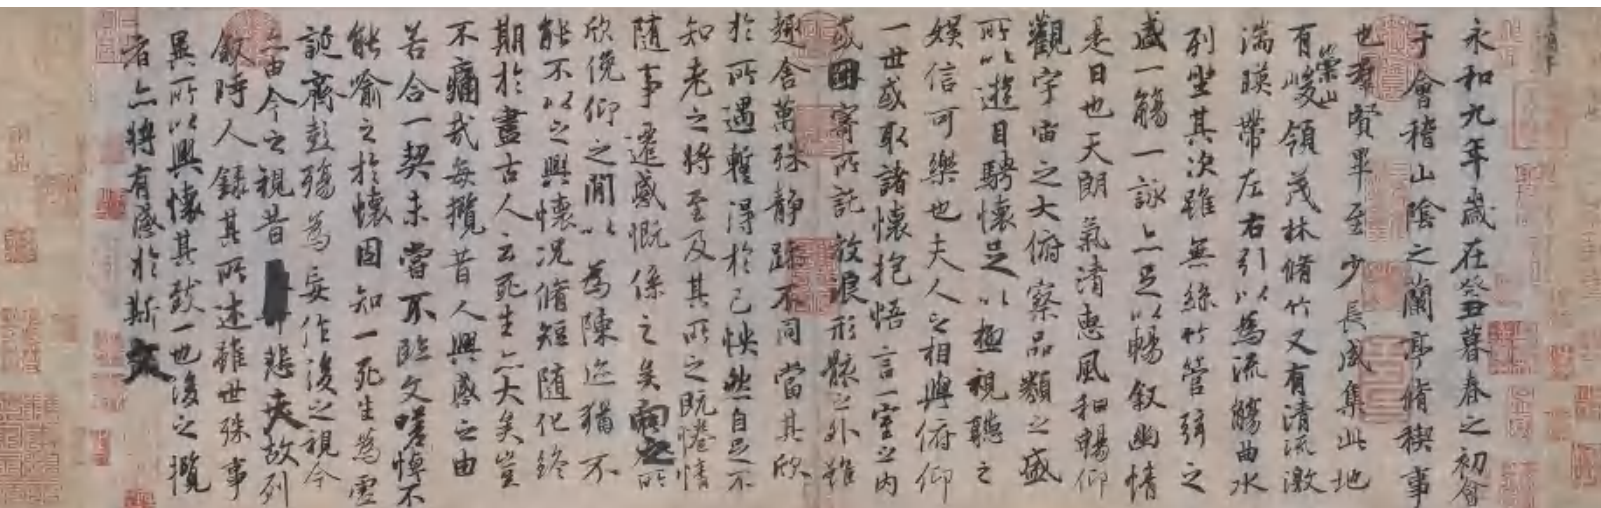 永和九年歲在癸丑暮春之初會
于會稽山陰之蘭亭脩稧事
也群賢畢至少長咸集此地
有崇山峻領茂林脩竹又有清流激
湍暎帶左右引以為流觴曲水
列坐其次雖無絲竹管弦之
盛一觴一詠亦足以暢敘幽情
是日也天朗氣清惠風和暢仰
觀宇宙之大俯察品類之盛
所以遊目騁懷足以極視聽之
娛信可樂也夫人之相與俯仰
一世或取諸懷抱悟言一室之內
或因寄所託放浪形骸之外雖
趣舍萬殊靜躁不同當其欣
於所遇暫得於己怏然自足不
知老之將至及其所之既惓情
隨事遷感慨係之矣向之所
欣俛仰之閒以為陳迹猶不
能不以之興懷況脩短隨化終
期於盡古人云死生亦大矣豈
不痛哉每攬昔人興感之由
若合一契未嘗不臨文嗟悼不
能喻之於懷固知一死生為虛
誕齊彭殤為妄作後之視今
亦由今之視昔悲夫故列
敘時人錄其所述雖世殊事
異所以興懷其致一也後之攬
者亦將有感於斯文